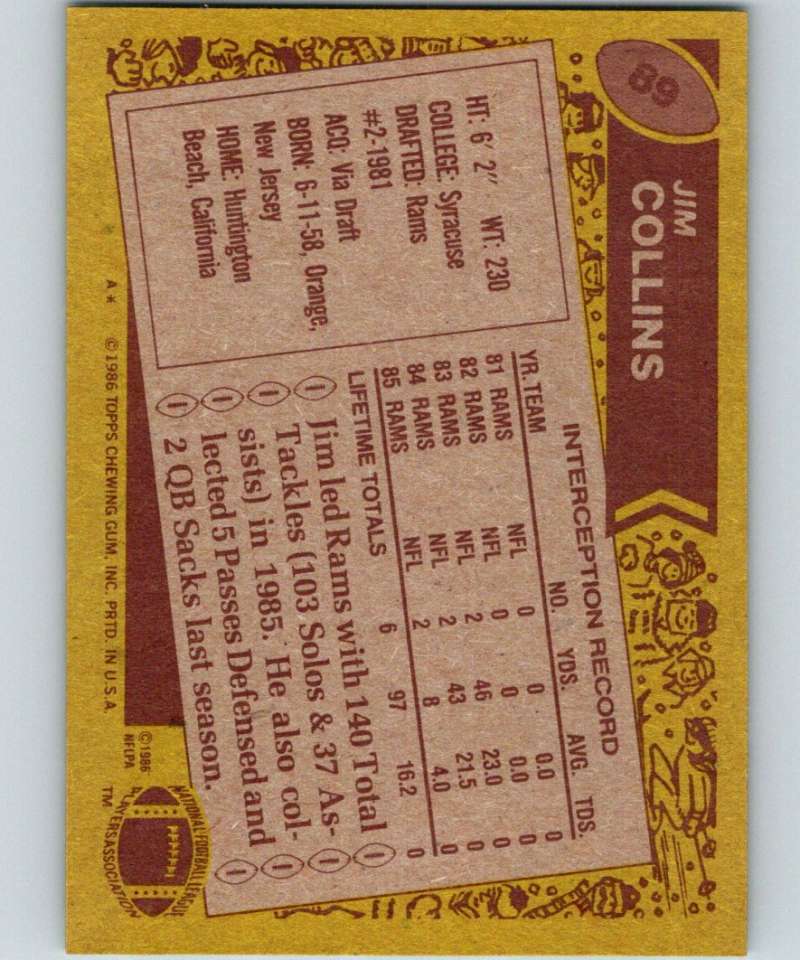 89
JIM
COLLINS
HT: 6' 2" WT: 230
COLLEGE: Syracuse
DRAFTED: Rams
#2-1981
ACQ: Via Draft
BORN: 6-11-58, Orange,
New Jersey
HOME: Huntington
Beach, California
INTERCEPTION RECORD
YR. TEAM NO. YDS. AVG. TDS.
81 RAMS NFL 0 0 0.0 0
82 RAMS NFL 0 0 0.0 0
83 RAMS NFL 2 46 23.0 0
84 RAMS NFL 2 43 21.5 0
85 RAMS NFL 2 8 4.0 0
LIFETIME TOTALS 6 97 16.2 0
Jim led Rams with 140 Total
Tackles (103 Solos & 37 As-
sists) in 1985. He also col-
lected 5 Passes Defensed and
2 QB Sacks last season.
A* ©1986 TOPPS CHEWING GUM, INC. PRTD. IN U.S.A.
©1986
NFLPA
NATIONAL FOOTBALL LEAGUE
PLAYERS ASSOCIATION
TM